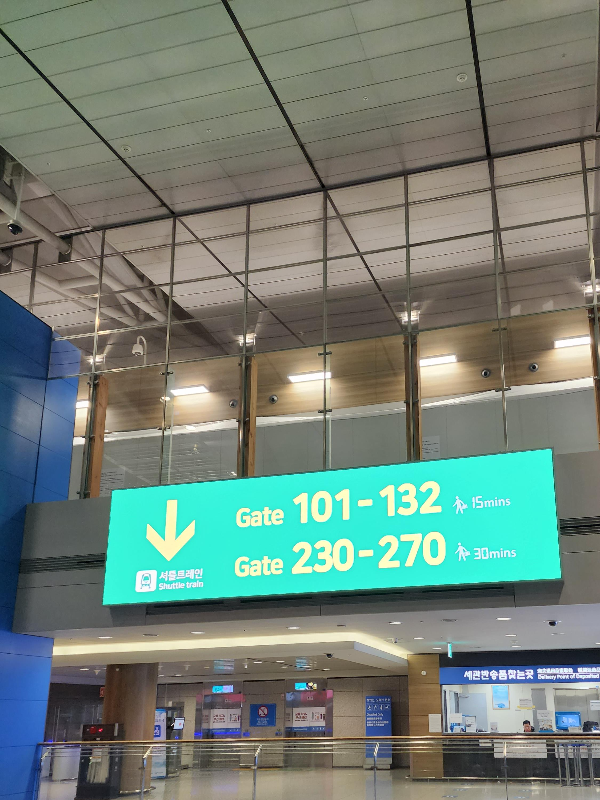 Gate 101-132 15mins
Gate 230-270 30mins
셔틀트레인
Shuttle train
세관반송품찾는곳
Delivery Point of Deposited